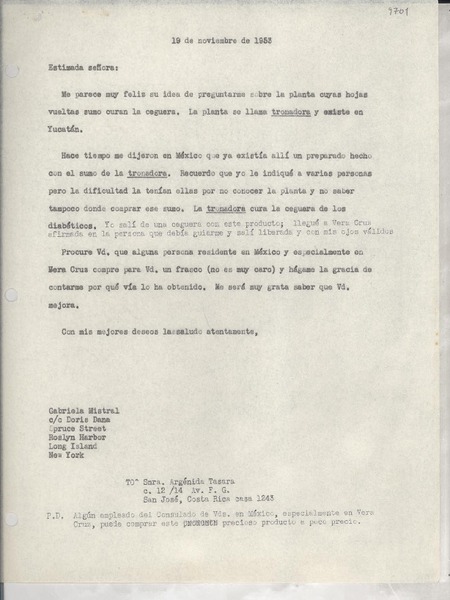 9701
19 de noviembre de 1953
Estimada señora:
Me parece muy feliz su idea de preguntarme sobre la planta cuyas hojas
vueltas sumo curan la ceguera. La planta se llama tronadora y existe en
Yucatán.
Hace tiempo me dijeron en México que ya existía allí un preparado hecho
con el sumo de la tronadora. Recuerdo que yo le indiqué a varias personas
pero la dificultad la tenían ellas por no conocer la planta y no saber
tampoco donde comprar ese sumo. La tronadora cura la ceguera de los
diabéticos. Yo salí de una ceguera con este producto; llegué a Vera Cruz
afirmada en la persona que debía guiarme y salí liberada y con mis ojos válidos
Procure Vd. que alguna persona residente en México y especialmente en
Vera Cruz compre para Vd. un frasco (no es muy caro) y hágame la gracia de
contarme por qué vía lo ha obtenido. Me será muy grata saber que Vd.
mejora.
Con mis mejores deseos la saludo atentamente,
Gabriela Mistral
c/o Doris Dana
Spruce Street
Roslyn Harbor
Long Island
New York
TO^ Snra. Argénida Tasara
c. 12/14 Av. F. G.
San José, Costa Rica casa 1243
P.D. Algún empleado del Consulado de Vds. en México, especialmente en Vera
Cruz, puede comprar este precioso producto a poco precio.